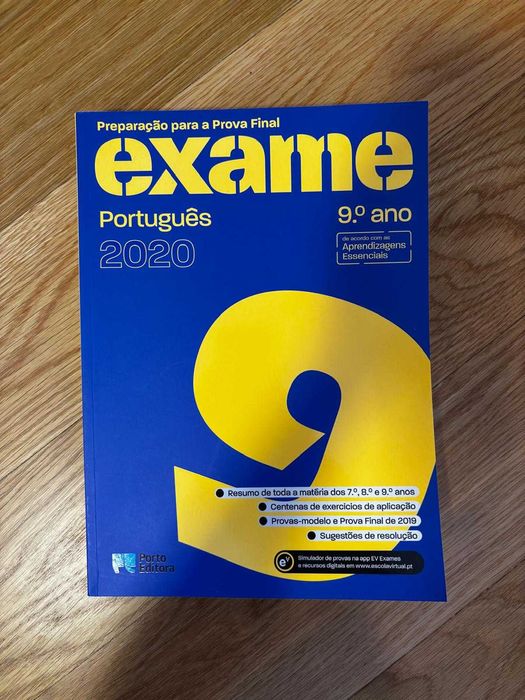 Preparação para a Prova Final
exame
Português
9.º ano
2020
de acordo com as
Aprendizagens
Essenciais
9
Resumo de toda a matéria dos 7.º, 8.º e 9.º anos
Centenas de exercícios de aplicação
Provas-modelo e Prova Final de 2019
Sugestões de resolução
Porto
Editora
eV
Simulador de provas na app EV Exames
e recursos digitais em www.escolavirtual.pt